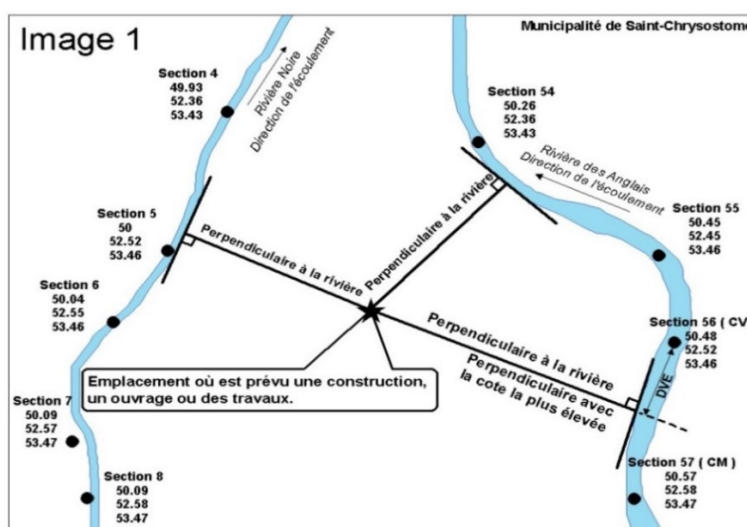 Image 1
Municipalité de Saint-Chrysostome
Section 4
49.93
52.36
53.43
Rivière Noire
Direction de l'écoulement
Section 54
50.26
52.36
53.43
Rivière des Anglais
Direction de l'écoulement
Section 5
50
52.52
53.46
Section 55
50.45
52.45
53.46
Perpendiculaire à la rivière
Perpendiculaire à la rivière
Section 6
50.04
52.55
53.46
Section 56 ( CV )
50.48
52.52
53.46
Perpendiculaire à la rivière
Perpendiculaire avec
la cote la plus élevée
DVE
Emplacement où est prévu une construction,
un ouvrage ou des travaux.
Section 7
50.09
52.57
53.47
Section 57 ( CM )
50.57
52.58
53.47
Section 8
50.09
52.58
53.47